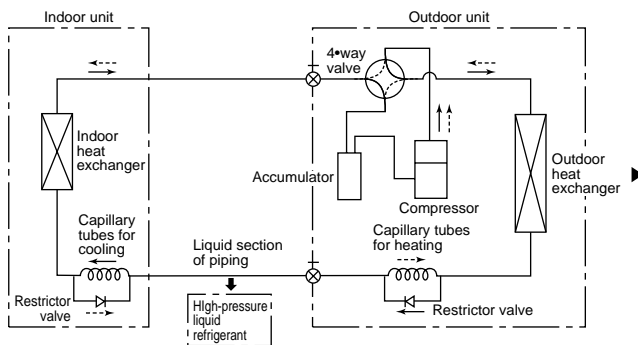 Indoor unit
Outdoor unit
4•way
valve
Indoor
heat
exchanger
Accumulator
Compressor
Outdoor
heat
exchanger
Capillary
tubes for
cooling
Liquid section
of piping
Capillary tubes
for heating
Restrictor
valve
HIgh-pressure
liquid
refrigerant
Restrictor valve